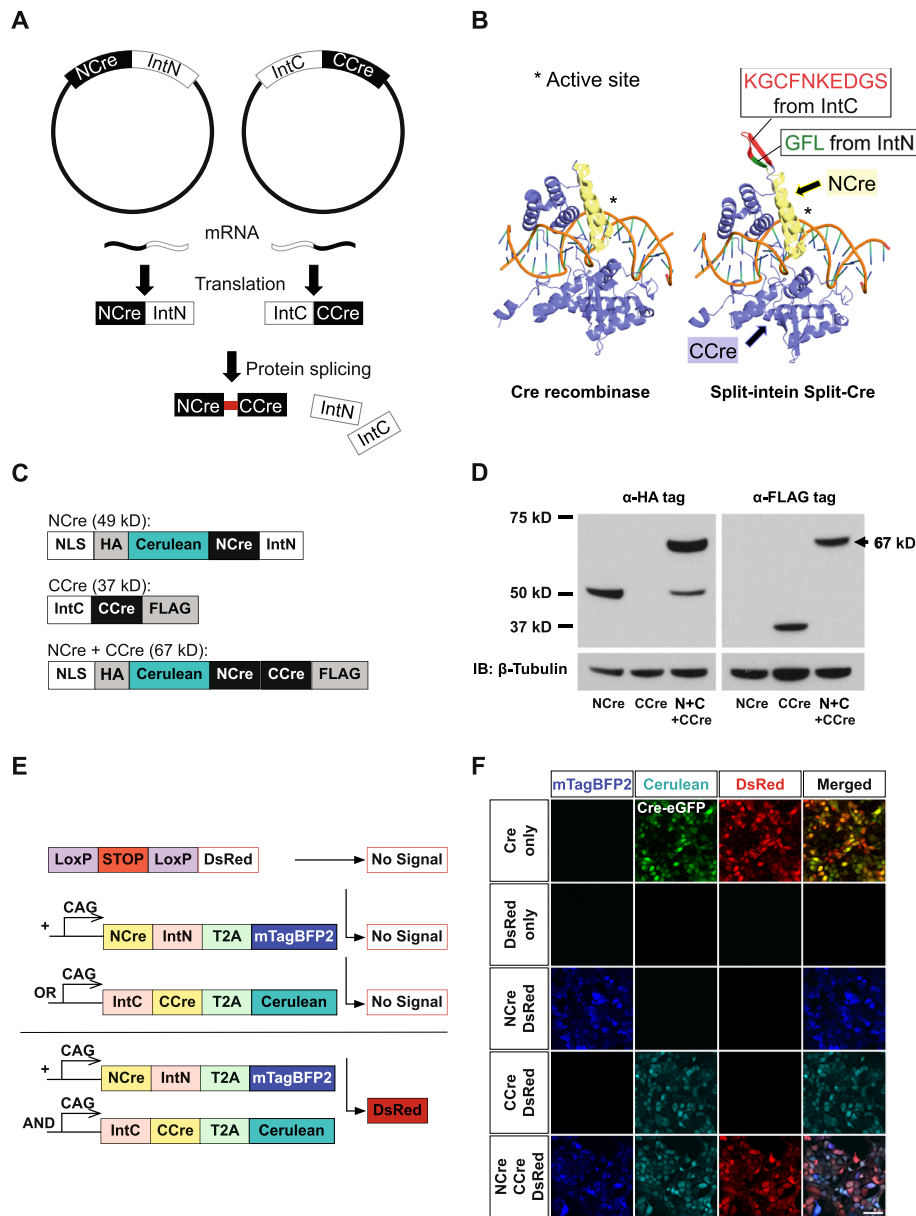 A
NCre IntN
IntC CCre
mRNA
Translation
NCre IntN
IntC CCre
Protein splicing
NCre CCre
IntN
IntC
B
* Active site
KGCFNKEDGS
from IntC
GFL from IntN
NCre
*
*
CCre
Cre recombinase
Split-intein Split-Cre
C
NCre (49 kD):
NLS HA Cerulean NCre IntN
CCre (37 kD):
IntC CCre FLAG
NCre + CCre (67 kD):
NLS HA Cerulean NCre CCre FLAG
D
α-HA tag
α-FLAG tag
75 kD
67 kD
50 kD
37 kD
IB: β-Tubulin
NCre CCre N+C
+CCre
NCre CCre N+C
+CCre
E
LoxP STOP LoxP DsRed
No Signal
+ CAG
NCre IntN T2A mTagBFP2
No Signal
OR CAG
IntC CCre T2A Cerulean
No Signal
+ CAG
NCre IntN T2A mTagBFP2
DsRed
AND CAG
IntC CCre T2A Cerulean
F
mTagBFP2 Cerulean DsRed Merged
Cre-eGFP
Cre
only
DsRed
only
NCre
DsRed
CCre
DsRed
NCre
CCre
DsRed